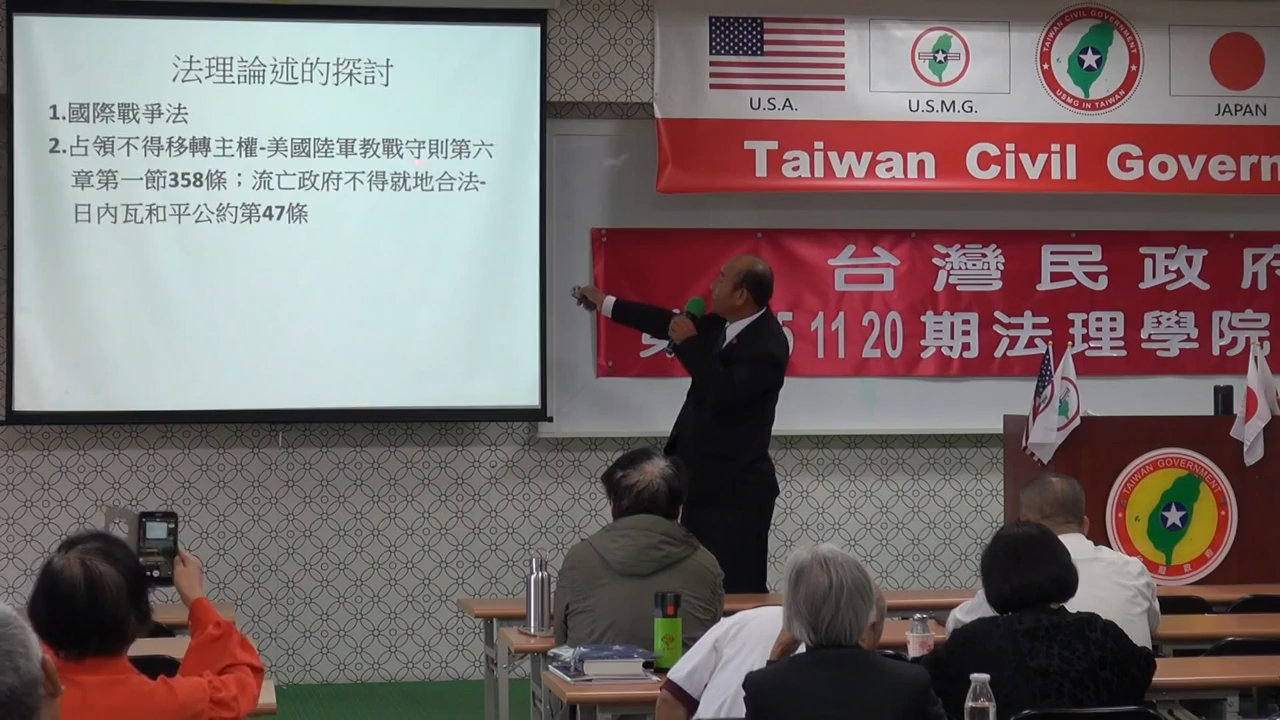 法理論述的探討
1.國際戰爭法
2.占領不得移轉主權-美國陸軍教戰守則第六
章第一節358條；流亡政府不得就地合法-
日內瓦和平公約第47條
U.S.A.
U.S.M.G.
TAIWAN CIVIL GOVERNMENT
USMG IN TAIWAN
JAPAN
Taiwan Civil Govern
台灣民政府
11 20 期法理學院
TAIWAN GOVERNMENT